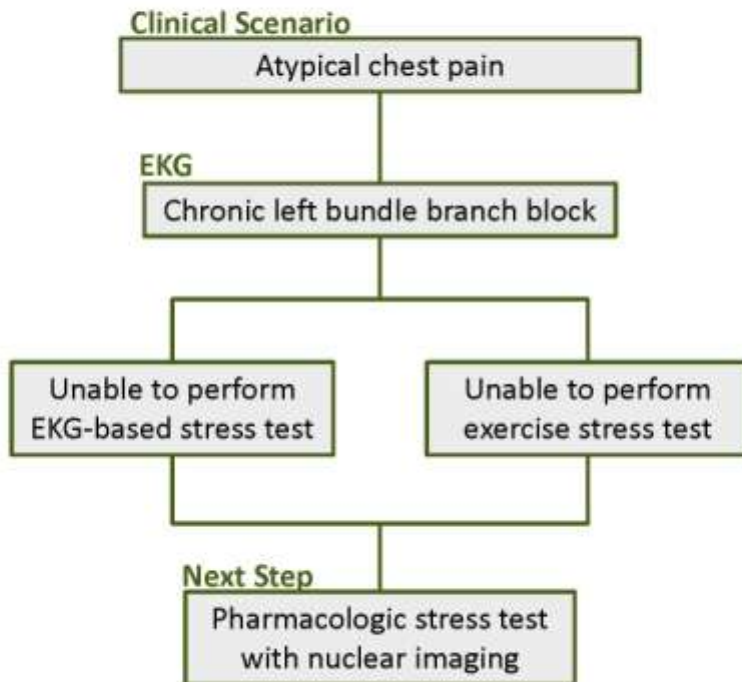 Clinical Scenario
Atypical chest pain
EKG
Chronic left bundle branch block
Unable to perform
EKG-based stress test
Unable to perform
exercise stress test
Next Step
Pharmacologic stress test
with nuclear imaging